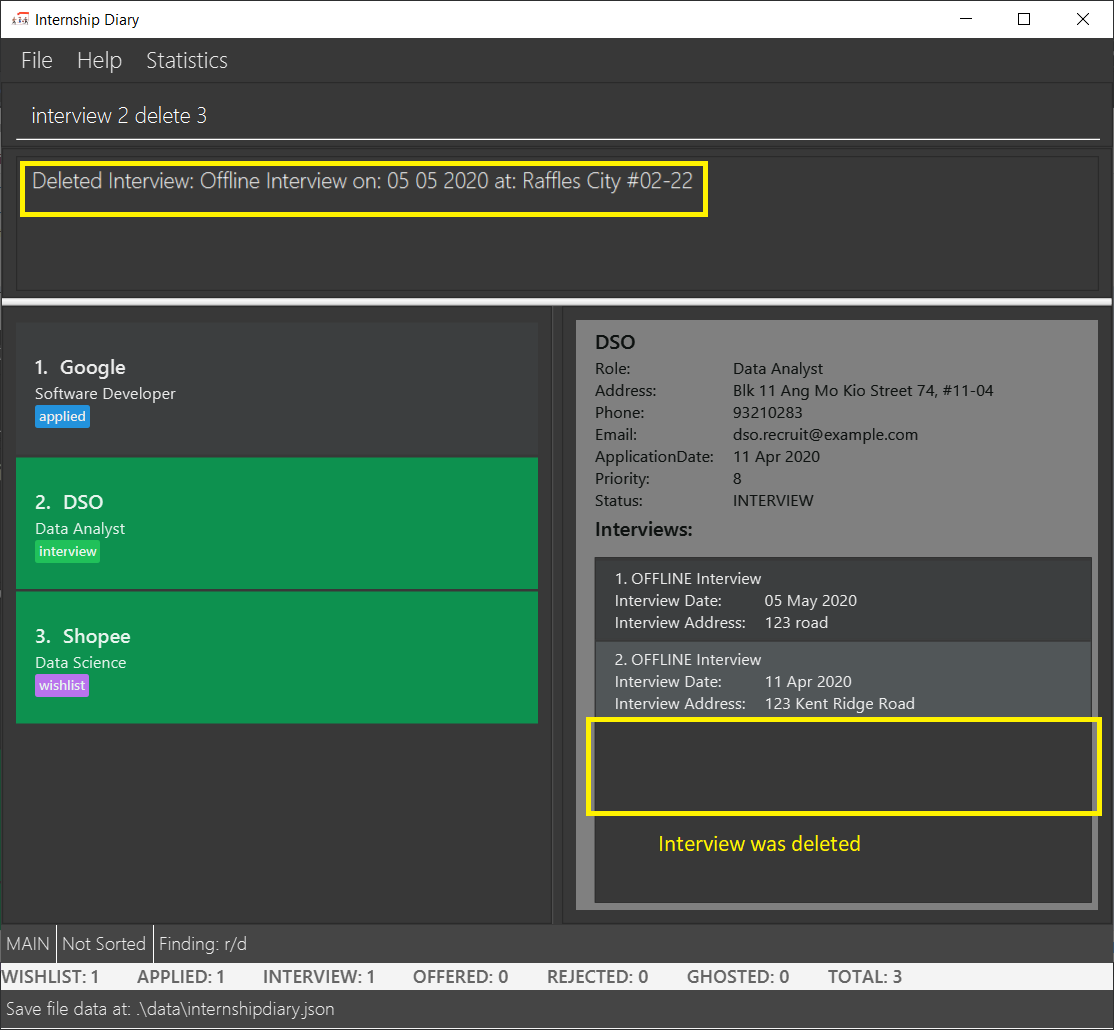 Internship Diary
File Help Statistics
interview 2 delete 3
Deleted Interview: Offline Interview on: 05 05 2020 at: Raffles City #02-22
1. Google
Software Developer
applied
2. DSO
Data Analyst
interview
3. Shopee
Data Science
wishlist
DSO
Role: Data Analyst
Address: Blk 11 Ang Mo Kio Street 74, #11-04
Phone: 93210283
Email: dso.recruit@example.com
ApplicationDate: 11 Apr 2020
Priority: 8
Status: INTERVIEW
Interviews:
1. OFFLINE Interview
Interview Date: 05 May 2020
Interview Address: 123 road
2. OFFLINE Interview
Interview Date: 11 Apr 2020
Interview Address: 123 Kent Ridge Road
Interview was deleted
MAIN Not Sorted Finding: r/d
WISHLIST: 1 APPLIED: 1 INTERVIEW: 1 OFFERED: 0 REJECTED: 0 GHOSTED: 0 TOTAL: 3
Save file data at: .\data\internshipdiary.json